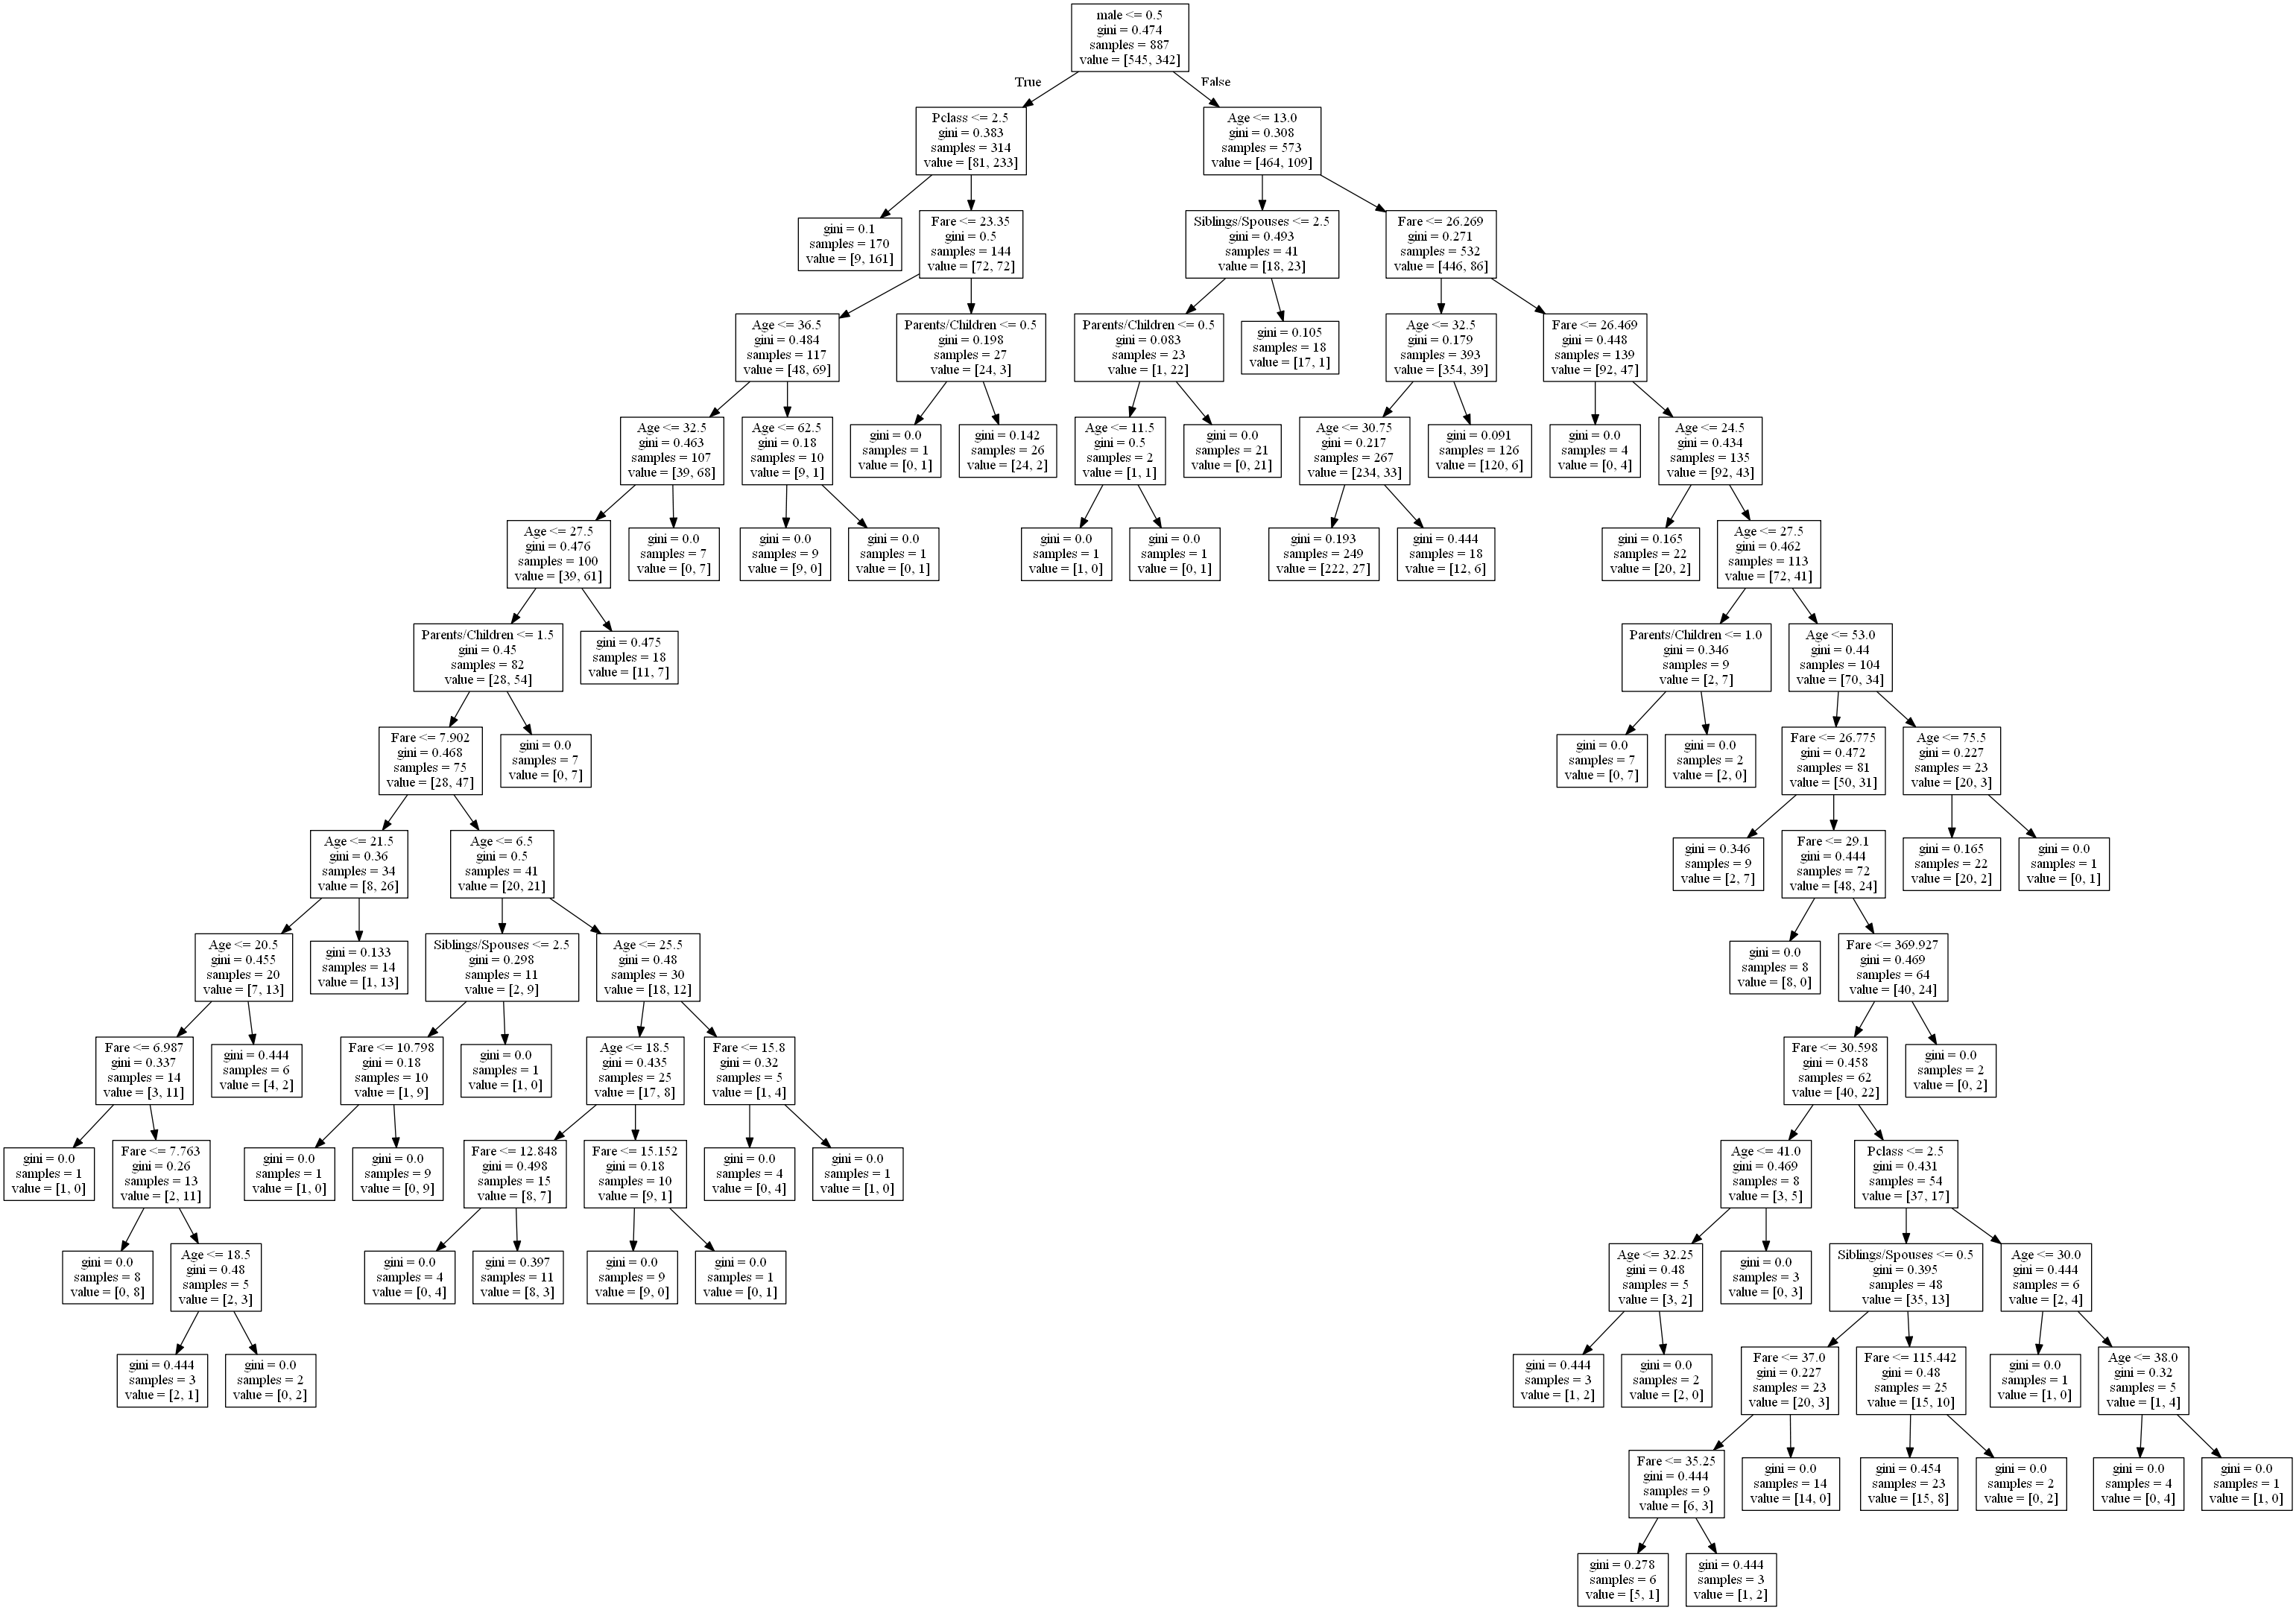 male <= 0.5
gini = 0.474
samples = 887
value = [545, 342]
True
False
Pclass <= 2.5
gini = 0.383
samples = 314
value = [81, 233]
Age <= 13.0
gini = 0.308
samples = 573
value = [464, 109]
gini = 0.1
samples = 170
value = [9, 161]
Fare <= 23.35
gini = 0.5
samples = 144
value = [72, 72]
Siblings/Spouses <= 2.5
gini = 0.493
samples = 41
value = [18, 23]
Fare <= 26.269
gini = 0.271
samples = 532
value = [446, 86]
Age <= 36.5
gini = 0.484
samples = 117
value = [48, 69]
Parents/Children <= 0.5
gini = 0.198
samples = 27
value = [24, 3]
Parents/Children <= 0.5
gini = 0.083
samples = 23
value = [1, 22]
gini = 0.105
samples = 18
value = [17, 1]
Age <= 32.5
gini = 0.179
samples = 393
value = [354, 39]
Fare <= 26.469
gini = 0.448
samples = 139
value = [92, 47]
Age <= 32.5
gini = 0.463
samples = 107
value = [39, 68]
Age <= 62.5
gini = 0.18
samples = 10
value = [9, 1]
gini = 0.0
samples = 1
value = [0, 1]
gini = 0.142
samples = 26
value = [24, 2]
Age <= 11.5
gini = 0.5
samples = 2
value = [1, 1]
gini = 0.0
samples = 21
value = [0, 21]
Age <= 30.75
gini = 0.217
samples = 267
value = [234, 33]
gini = 0.091
samples = 126
value = [120, 6]
gini = 0.0
samples = 4
value = [0, 4]
Age <= 24.5
gini = 0.434
samples = 135
value = [92, 43]
Age <= 27.5
gini = 0.476
samples = 100
value = [39, 61]
gini = 0.0
samples = 7
value = [0, 7]
gini = 0.0
samples = 9
value = [9, 0]
gini = 0.0
samples = 1
value = [0, 1]
gini = 0.0
samples = 1
value = [1, 0]
gini = 0.0
samples = 1
value = [0, 1]
gini = 0.193
samples = 249
value = [222, 27]
gini = 0.444
samples = 18
value = [12, 6]
gini = 0.165
samples = 22
value = [20, 2]
Age <= 27.5
gini = 0.462
samples = 113
value = [72, 41]
Parents/Children <= 1.5
gini = 0.45
samples = 82
value = [28, 54]
gini = 0.475
samples = 18
value = [11, 7]
Parents/Children <= 1.0
gini = 0.346
samples = 9
value = [2, 7]
Age <= 53.0
gini = 0.44
samples = 104
value = [70, 34]
Fare <= 7.902
gini = 0.468
samples = 75
value = [28, 47]
gini = 0.0
samples = 7
value = [0, 7]
gini = 0.0
samples = 7
value = [0, 7]
gini = 0.0
samples = 2
value = [2, 0]
Fare <= 26.775
gini = 0.472
samples = 81
value = [50, 31]
Age <= 75.5
gini = 0.227
samples = 23
value = [20, 3]
Age <= 21.5
gini = 0.36
samples = 34
value = [8, 26]
Age <= 6.5
gini = 0.5
samples = 41
value = [20, 21]
gini = 0.346
samples = 9
value = [2, 7]
Fare <= 29.1
gini = 0.444
samples = 72
value = [48, 24]
gini = 0.165
samples = 22
value = [20, 2]
gini = 0.0
samples = 1
value = [0, 1]
Age <= 20.5
gini = 0.455
samples = 20
value = [7, 13]
gini = 0.133
samples = 14
value = [1, 13]
Siblings/Spouses <= 2.5
gini = 0.298
samples = 11
value = [2, 9]
Age <= 25.5
gini = 0.48
samples = 30
value = [18, 12]
gini = 0.0
samples = 8
value = [8, 0]
Fare <= 369.927
gini = 0.469
samples = 64
value = [40, 24]
Fare <= 6.987
gini = 0.337
samples = 14
value = [3, 11]
gini = 0.444
samples = 6
value = [4, 2]
Fare <= 10.798
gini = 0.18
samples = 10
value = [1, 9]
gini = 0.0
samples = 1
value = [1, 0]
Age <= 18.5
gini = 0.435
samples = 25
value = [17, 8]
Fare <= 15.8
gini = 0.32
samples = 5
value = [1, 4]
Fare <= 30.598
gini = 0.458
samples = 62
value = [40, 22]
gini = 0.0
samples = 2
value = [0, 2]
gini = 0.0
samples = 1
value = [1, 0]
Fare <= 7.763
gini = 0.26
samples = 13
value = [2, 11]
gini = 0.0
samples = 1
value = [1, 0]
gini = 0.0
samples = 9
value = [0, 9]
Fare <= 12.848
gini = 0.498
samples = 15
value = [8, 7]
Fare <= 15.152
gini = 0.18
samples = 10
value = [9, 1]
gini = 0.0
samples = 4
value = [0, 4]
gini = 0.0
samples = 1
value = [1, 0]
Age <= 41.0
gini = 0.469
samples = 8
value = [3, 5]
Pclass <= 2.5
gini = 0.431
samples = 54
value = [37, 17]
gini = 0.0
samples = 8
value = [0, 8]
Age <= 18.5
gini = 0.48
samples = 5
value = [2, 3]
gini = 0.0
samples = 4
value = [0, 4]
gini = 0.397
samples = 11
value = [8, 3]
gini = 0.0
samples = 9
value = [9, 0]
gini = 0.0
samples = 1
value = [0, 1]
Age <= 32.25
gini = 0.48
samples = 5
value = [3, 2]
gini = 0.0
samples = 3
value = [0, 3]
Siblings/Spouses <= 0.5
gini = 0.395
samples = 48
value = [35, 13]
Age <= 30.0
gini = 0.444
samples = 6
value = [2, 4]
gini = 0.444
samples = 3
value = [2, 1]
gini = 0.0
samples = 2
value = [0, 2]
gini = 0.444
samples = 3
value = [1, 2]
gini = 0.0
samples = 2
value = [2, 0]
Fare <= 37.0
gini = 0.227
samples = 23
value = [20, 3]
Fare <= 115.442
gini = 0.48
samples = 25
value = [15, 10]
gini = 0.0
samples = 1
value = [1, 0]
Age <= 38.0
gini = 0.32
samples = 5
value = [1, 4]
Fare <= 35.25
gini = 0.444
samples = 9
value = [6, 3]
gini = 0.0
samples = 14
value = [14, 0]
gini = 0.454
samples = 23
value = [15, 8]
gini = 0.0
samples = 2
value = [0, 2]
gini = 0.0
samples = 4
value = [0, 4]
gini = 0.0
samples = 1
value = [1, 0]
gini = 0.278
samples = 6
value = [5, 1]
gini = 0.444
samples = 3
value = [1, 2]